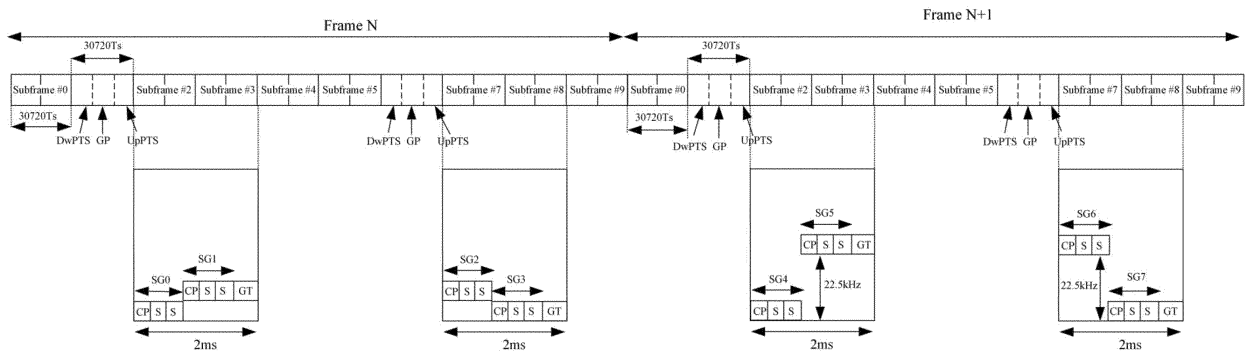 Frame N
Frame N+1
30720Ts
30720Ts
Subframe #0 Subframe #2 Subframe #3 Subframe #4 Subframe #5 Subframe #7 Subframe #8 Subframe #9 Subframe #0 Subframe #2 Subframe #3 Subframe #4 Subframe #5 Subframe #7 Subframe #8 Subframe #9
30720Ts
30720Ts
DwPTS GP UpPTS DwPTS GP UpPTS DwPTS GP UpPTS DwPTS GP UpPTS
SG5 SG6
CP S S GT CP S S
SG1 SG2
SG0 SG3 SG4 SG7
22.5kHz 22.5kHz
CP S S GT CP S S
CP S S CP S S GT CP S S CP S S GT
2ms 2ms 2ms 2ms